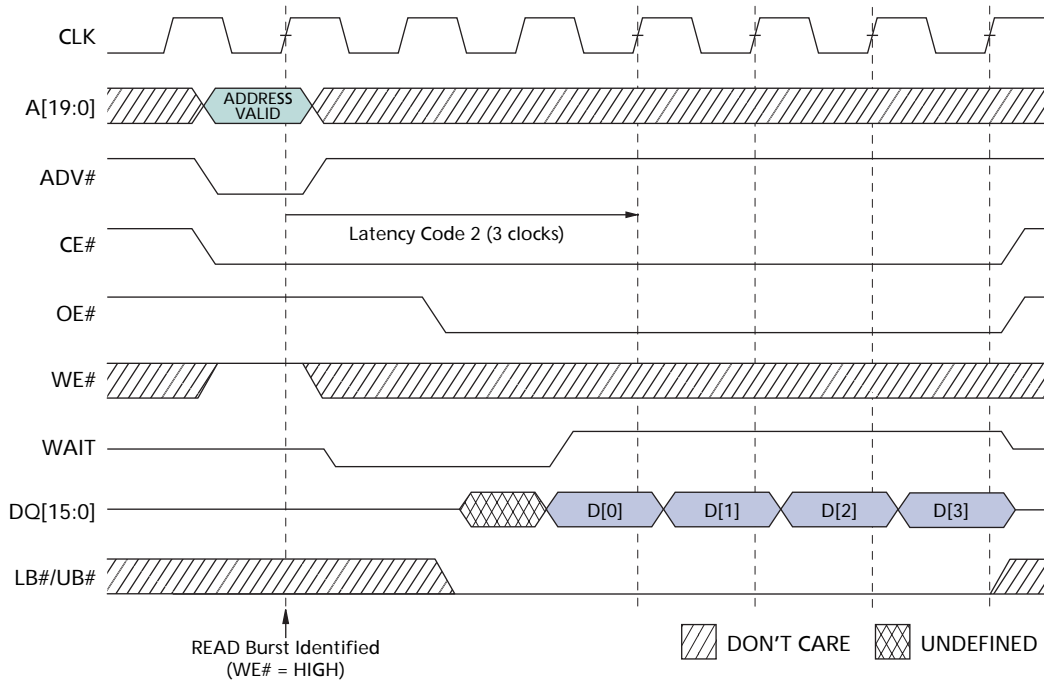 CLK
A[19:0]
ADDRESS
VALID
ADV#
Latency Code 2 (3 clocks)
CE#
OE#
WE#
WAIT
DQ[15:0]
D[0]
D[1]
D[2]
D[3]
LB#/UB#
READ Burst Identified
(WE# = HIGH)
DON'T CARE
UNDEFINED